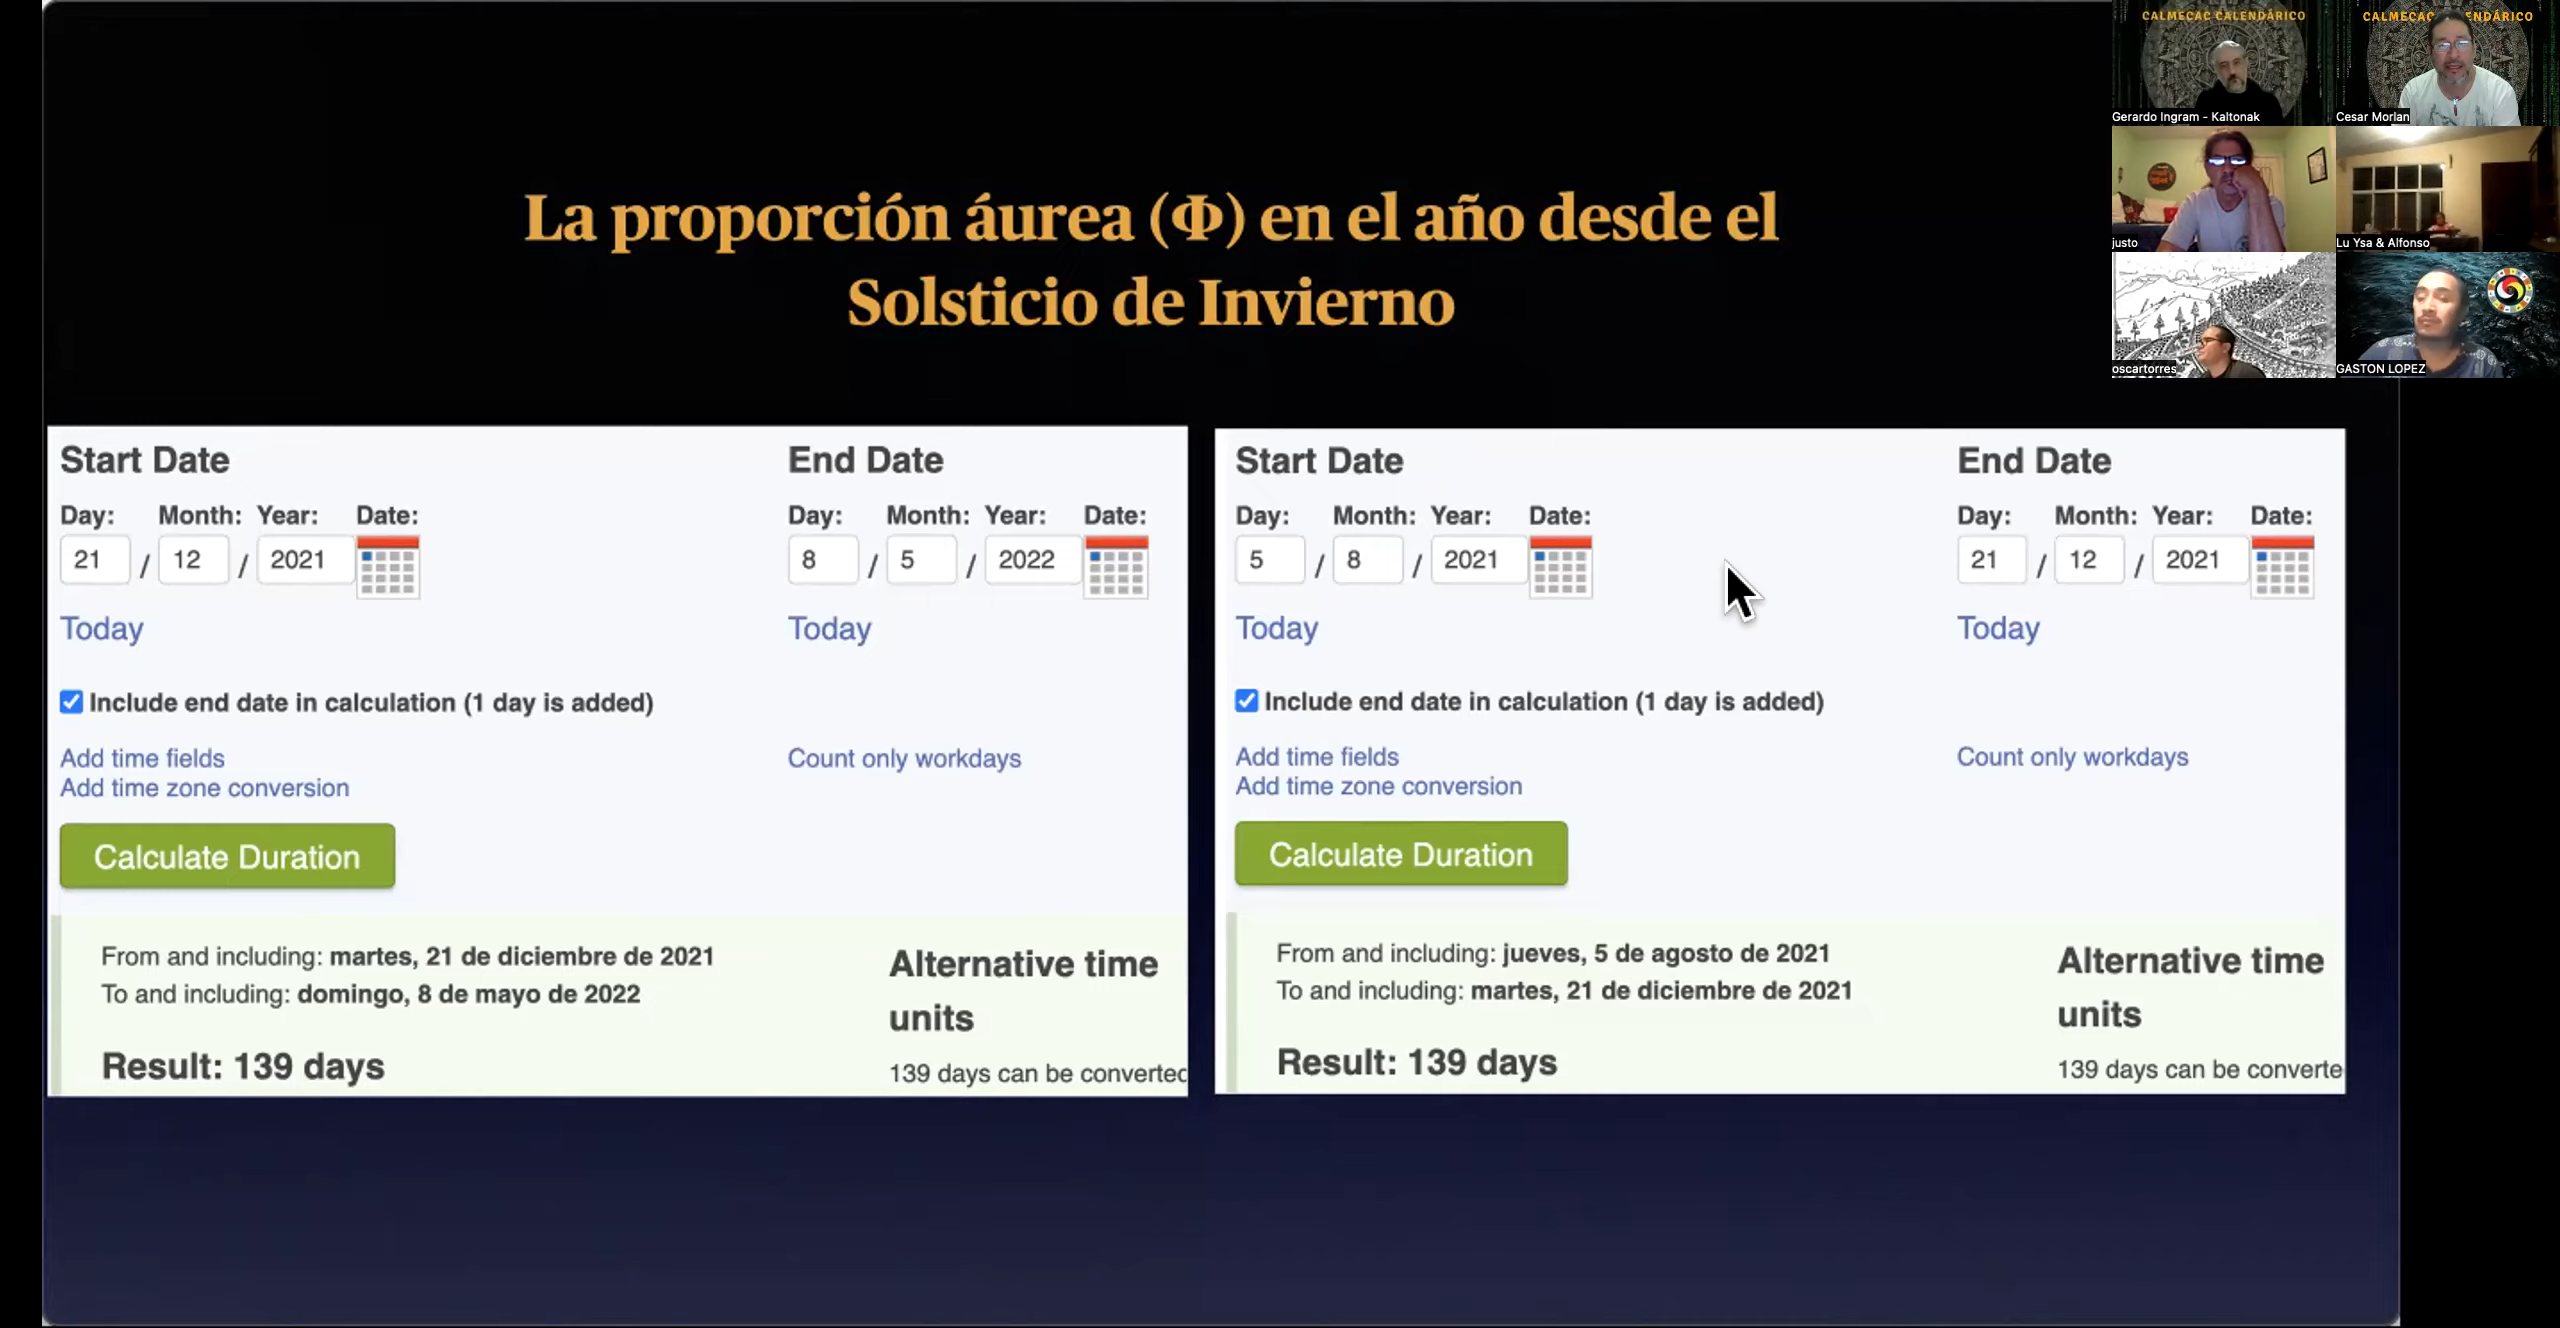 CALMECAC CALENDÁRICO
CALMECAC ENDÁRICO
Gerardo Ingram - Kaltonak
Cesar Morlan
justo
Lu Ysa & Alfonso
oscartorres
GASTON LOPEZ
La proporción áurea (Φ) en el año desde el
Solsticio de Invierno
Start Date
End Date
Day: Month: Year: Date:
Day: Month: Year: Date:
21 / 12 / 2021
8 / 5 / 2022
Today
Today
Include end date in calculation (1 day is added)
Add time fields
Count only workdays
Add time zone conversion
Calculate Duration
From and including: martes, 21 de diciembre de 2021
To and including: domingo, 8 de mayo de 2022
Result: 139 days
Alternative time
units
139 days can be converted
Start Date
End Date
Day: Month: Year: Date:
Day: Month: Year: Date:
5 / 8 / 2021
21 / 12 / 2021
Today
Today
Include end date in calculation (1 day is added)
Add time fields
Count only workdays
Add time zone conversion
Calculate Duration
From and including: jueves, 5 de agosto de 2021
To and including: martes, 21 de diciembre de 2021
Result: 139 days
Alternative time
units
139 days can be converte